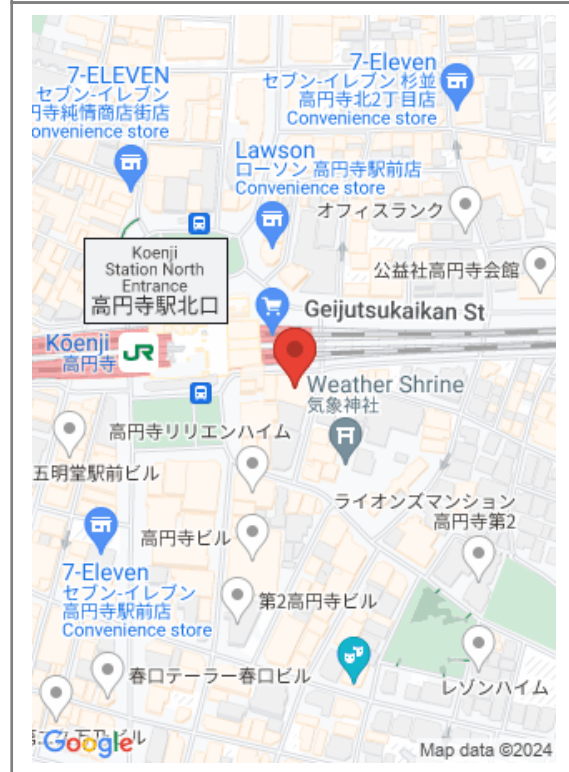 7-ELEVEN
セブン-イレブン
円寺純情商店街店
onvenience store
7-Eleven
セブン-イレブン 杉並
高円寺北2丁目店
Convenience store
Lawson
ローソン 高円寺駅前店
Convenience store
オフィスランク
公益社高円寺会館
Koenji
Station North
Entrance
高円寺駅北口
Geijutsukaikan St
Kōenji
高円寺
JR
Weather Shrine
気象神社
高円寺リリエンハイム
五明堂駅前ビル
ライオンズマンション
高円寺第2
高円寺ビル
7-Eleven
セブン-イレブン
高円寺駅前店
Convenience store
第2高円寺ビル
春口テーラー春口ビル
レゾンハイム
ビル
Google
Map data ©2024